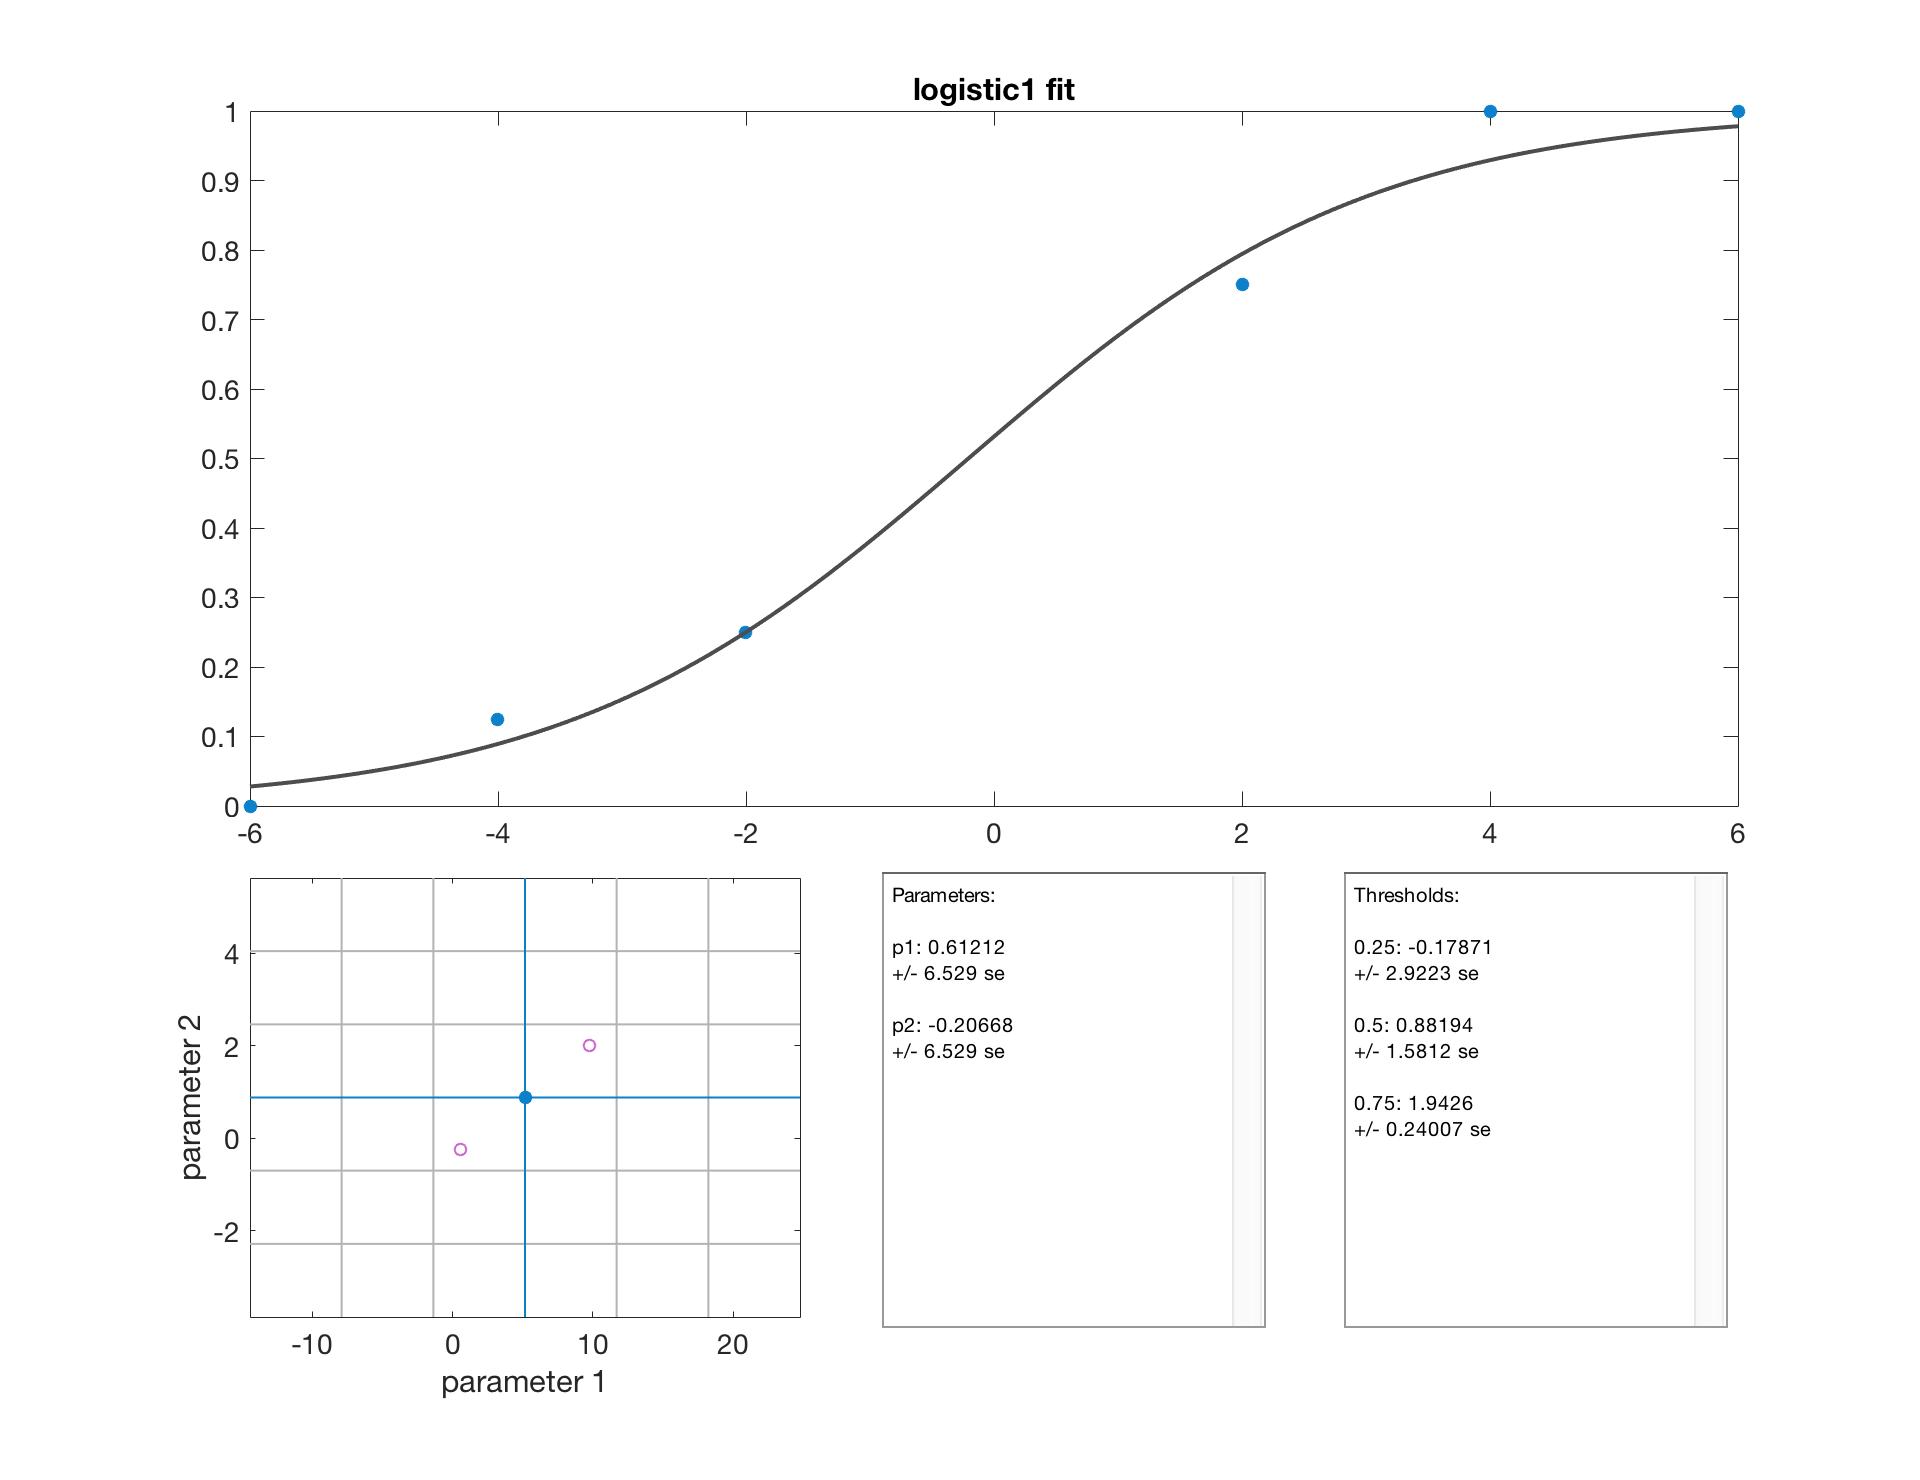 logistic1 fit
1
0.9
0.8
0.7
0.6
0.5
0.4
0.3
0.2
0.1
0
-6 -4 -2 0 2 4 6
parameter 2
4
2
0
-2
-10 0 10 20
parameter 1
Parameters:
p1: 0.61212
+/- 6.529 se
p2: -0.20668
+/- 6.529 se
Thresholds:
0.25: -0.17871
+/- 2.9223 se
0.5: 0.88194
+/- 1.5812 se
0.75: 1.9426
+/- 0.24007 se